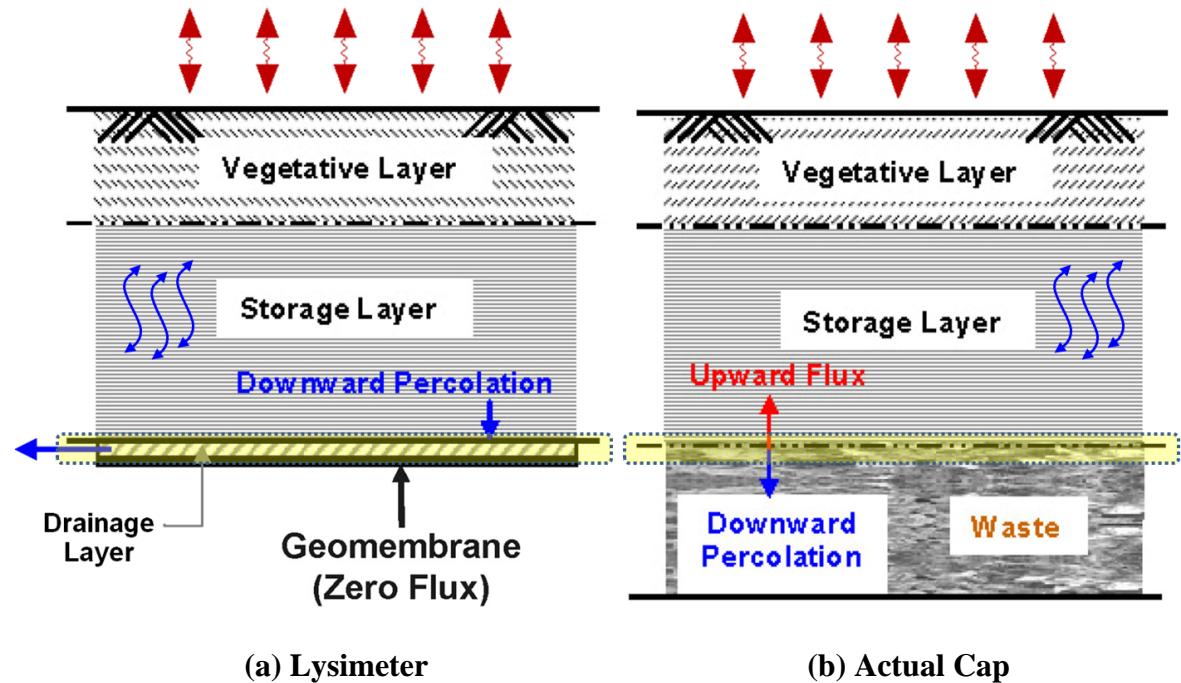 Vegetative Layer
Storage Layer
Downward Percolation
Drainage
Layer
Geomembrane
(Zero Flux)
(a) Lysimeter
Vegetative Layer
Storage Layer
Upward Flux
Downward
Percolation
Waste
(b) Actual Cap